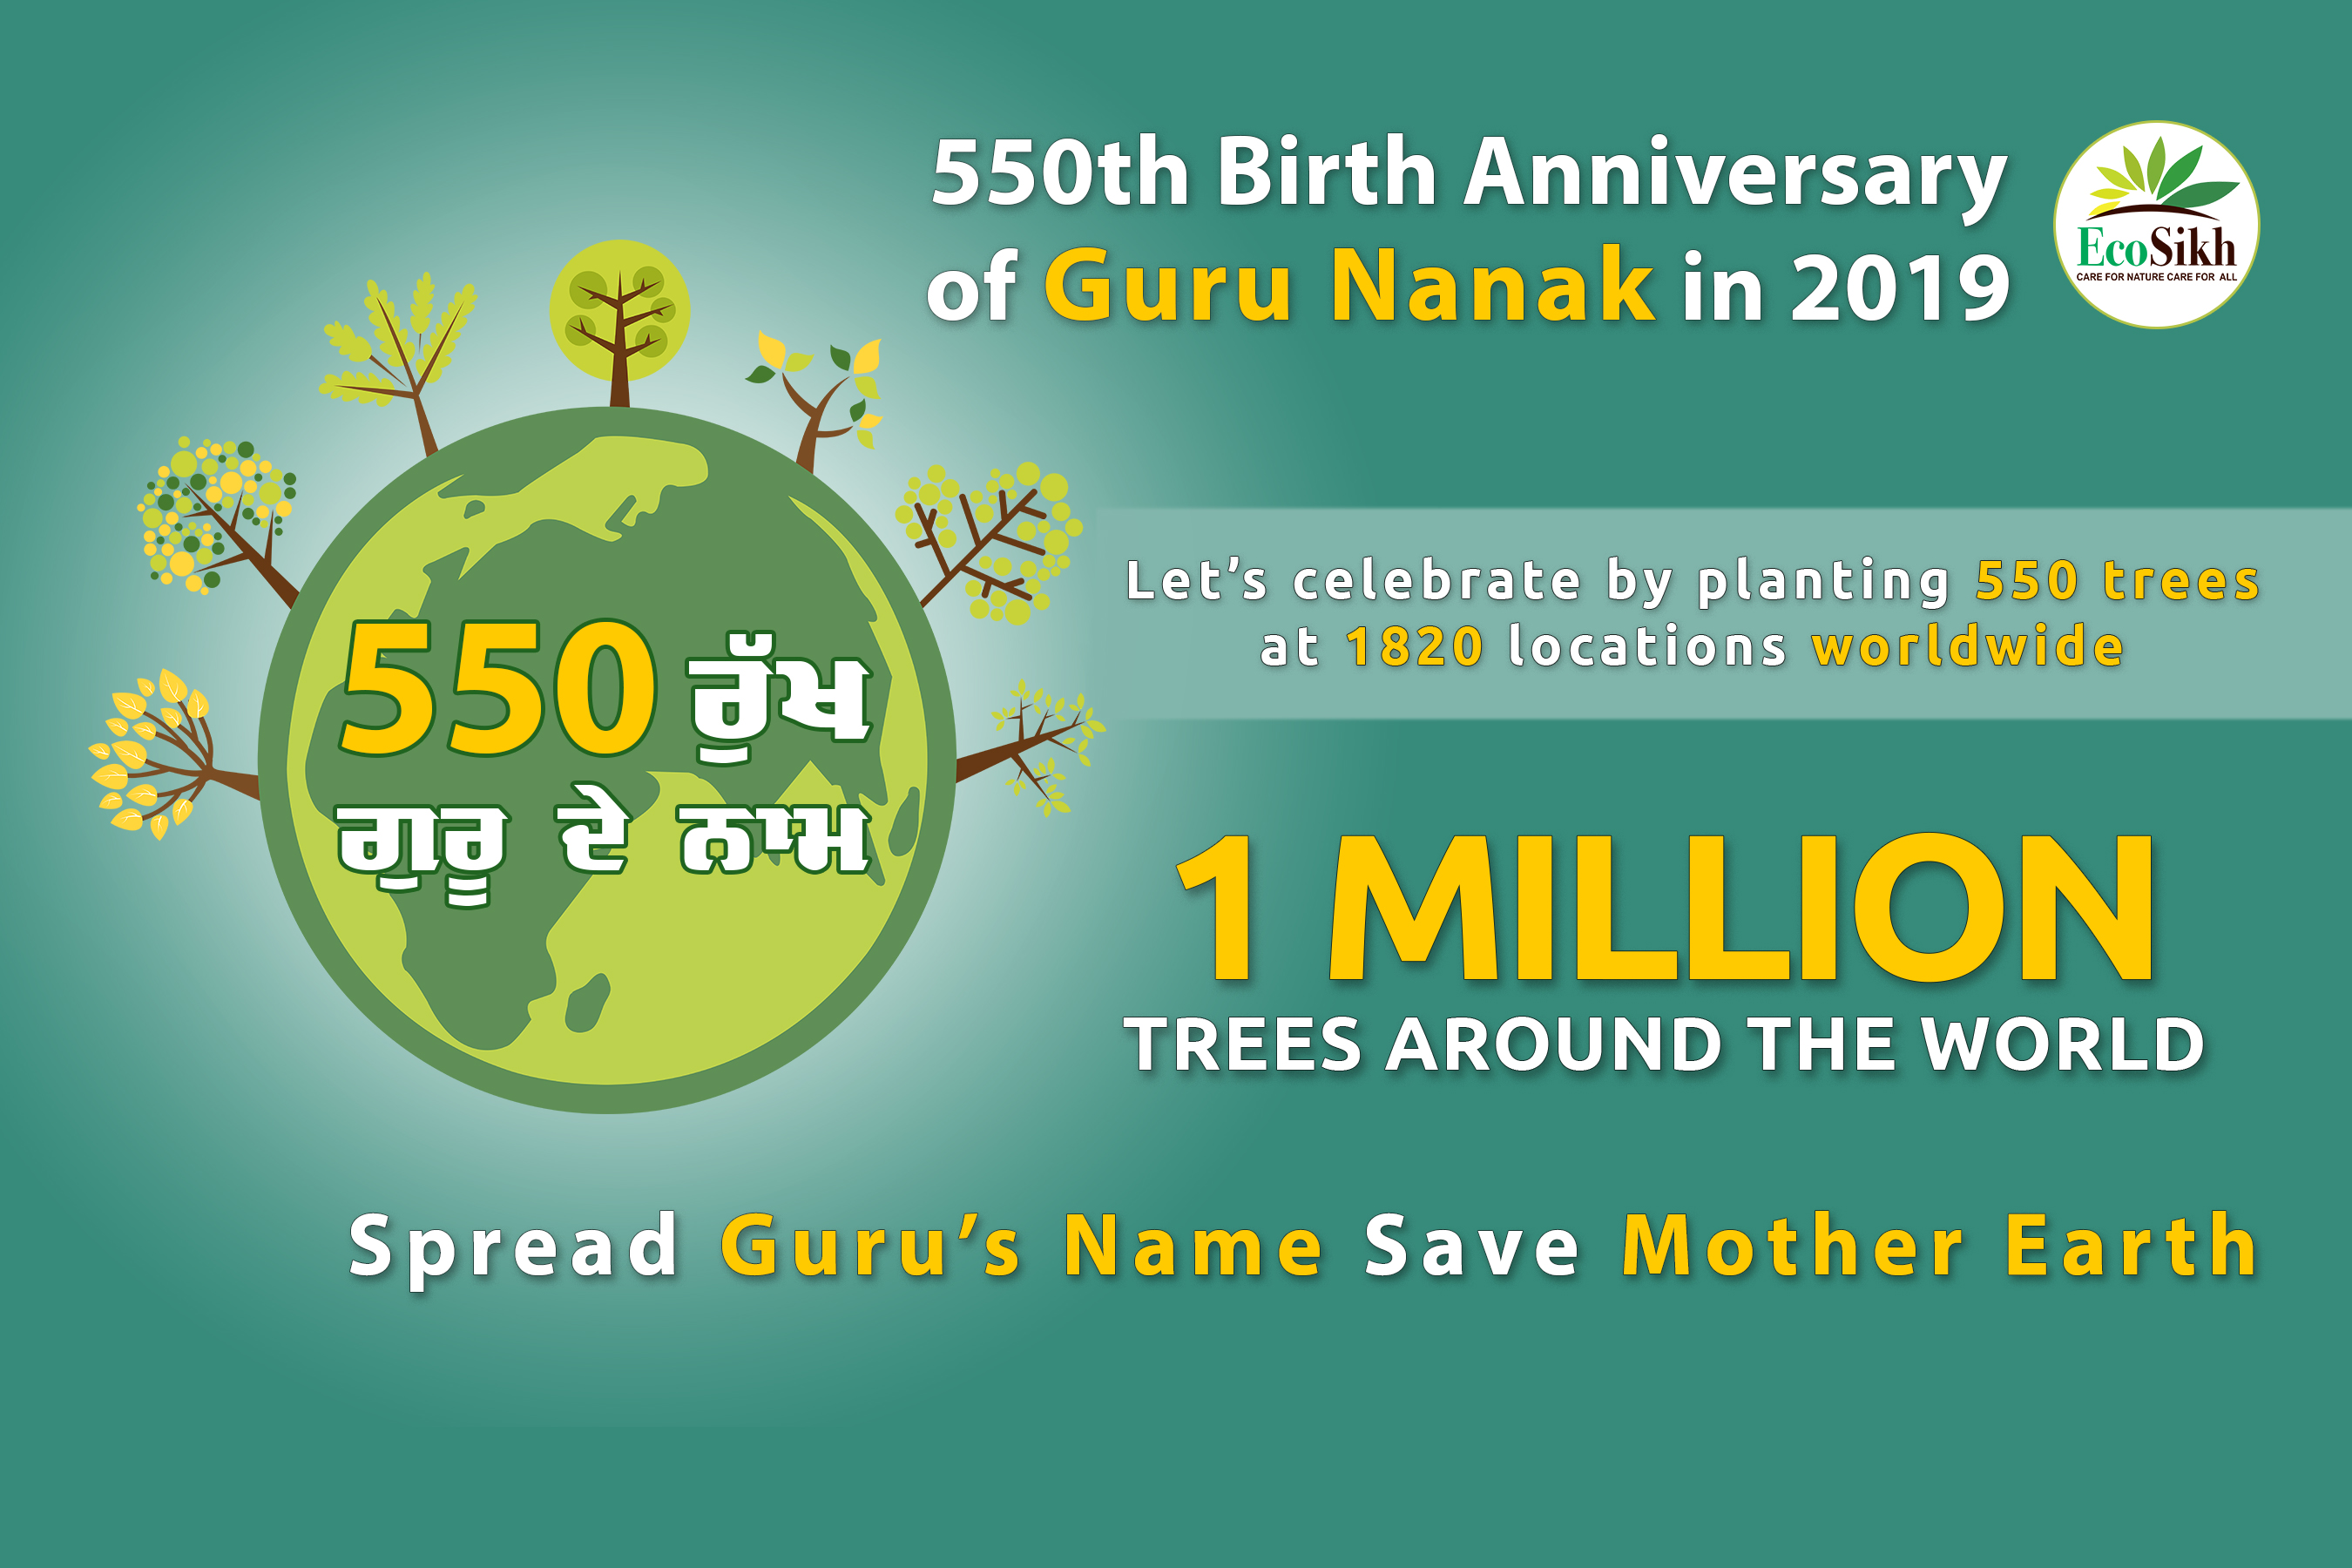 550th Birth Anniversary
of Guru Nanak in 2019
EcoSikh
CARE FOR NATURE CARE FOR ALL
550 ਰੁੱਖ
ਗੁਰੂ ਦੇ ਨਾਮ
Let’s celebrate by planting 550 trees
at 1820 locations worldwide
1 MILLION
TREES AROUND THE WORLD
Spread Guru’s Name Save Mother Earth